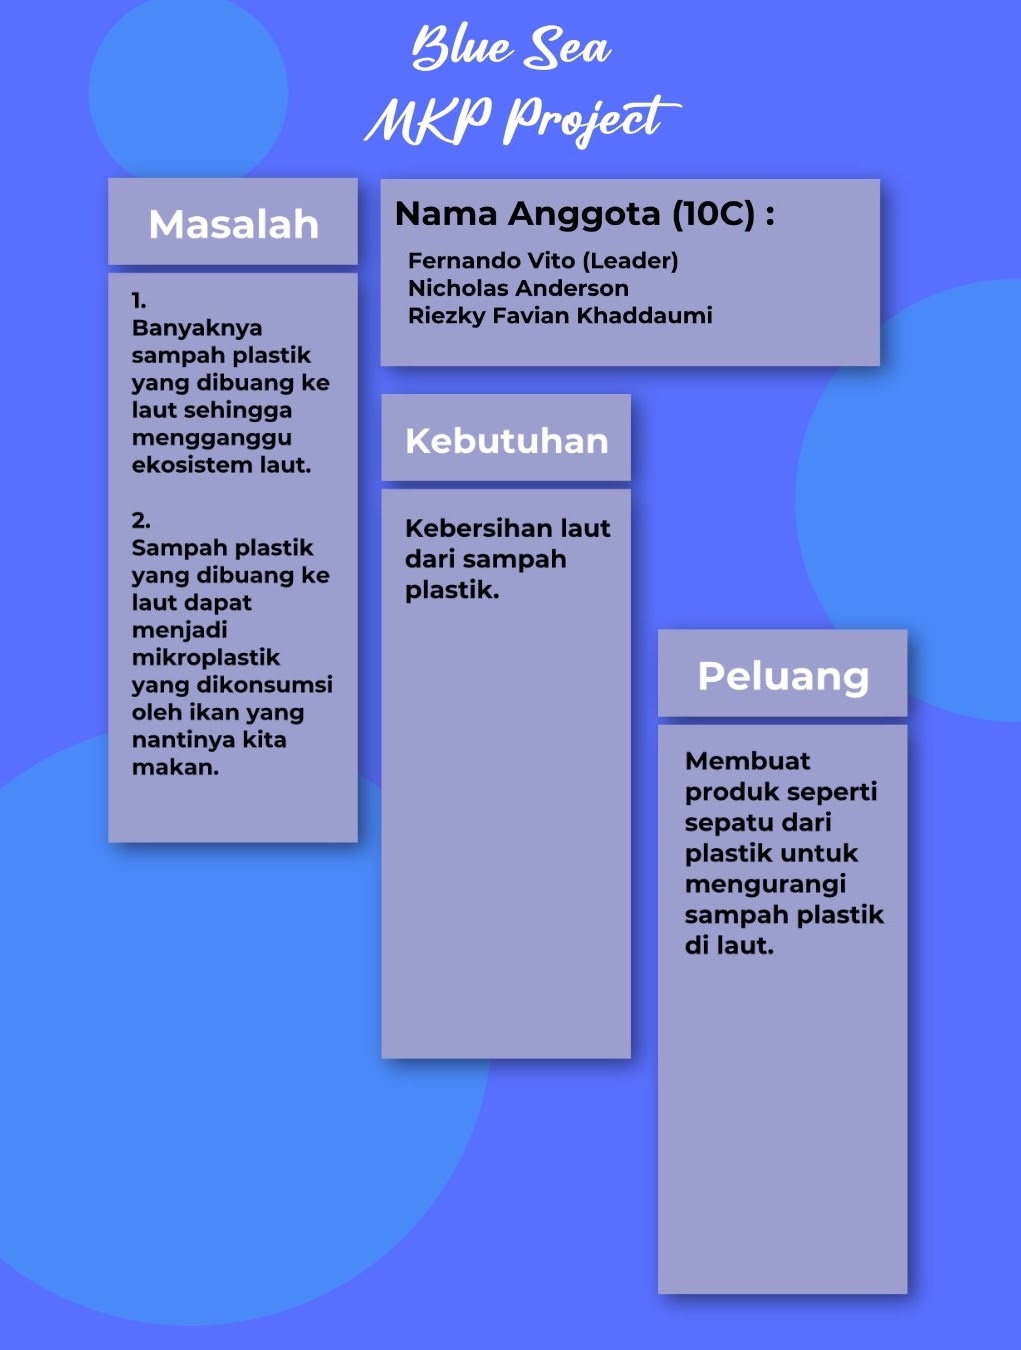 Blue Sea
MKP Project
Masalah
1.
Banyaknya
sampah plastik
yang dibuang ke
laut sehingga
mengganggu
ekosistem laut.
2.
Sampah plastik
yang dibuang ke
laut dapat
menjadi
mikroplastik
yang dikonsumsi
oleh ikan yang
nantinya kita
makan.
Nama Anggota (10C) :
Fernando Vito (Leader)
Nicholas Anderson
Riezky Favian Khaddaumi
Kebutuhan
Kebersihan laut
dari sampah
plastik.
Peluang
Membuat
produk seperti
sepatu dari
plastik untuk
mengurangi
sampah plastik
di laut.